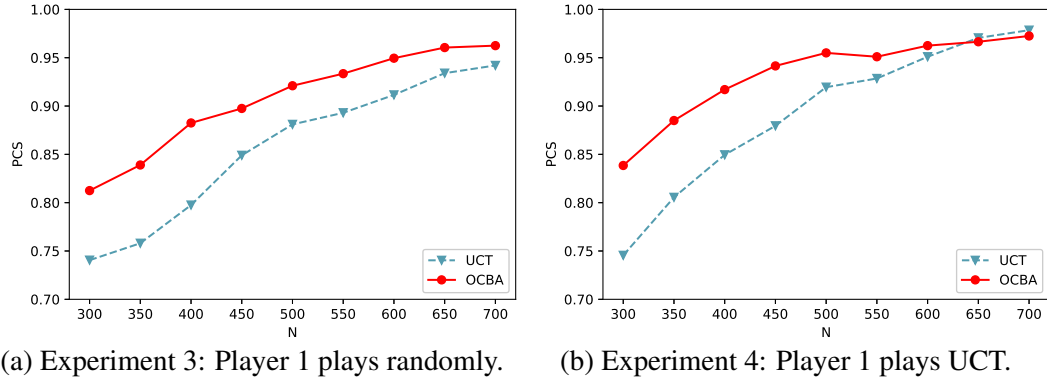 1.00
0.95
0.90
0.85
0.80
0.75
0.70
PCS
300 350 400 450 500 550 600 650 700
N
UCT
OCBA
(a) Experiment 3: Player 1 plays randomly.
1.00
0.95
0.90
0.85
0.80
0.75
0.70
PCS
300 350 400 450 500 550 600 650 700
N
UCT
OCBA
(b) Experiment 4: Player 1 plays UCT.